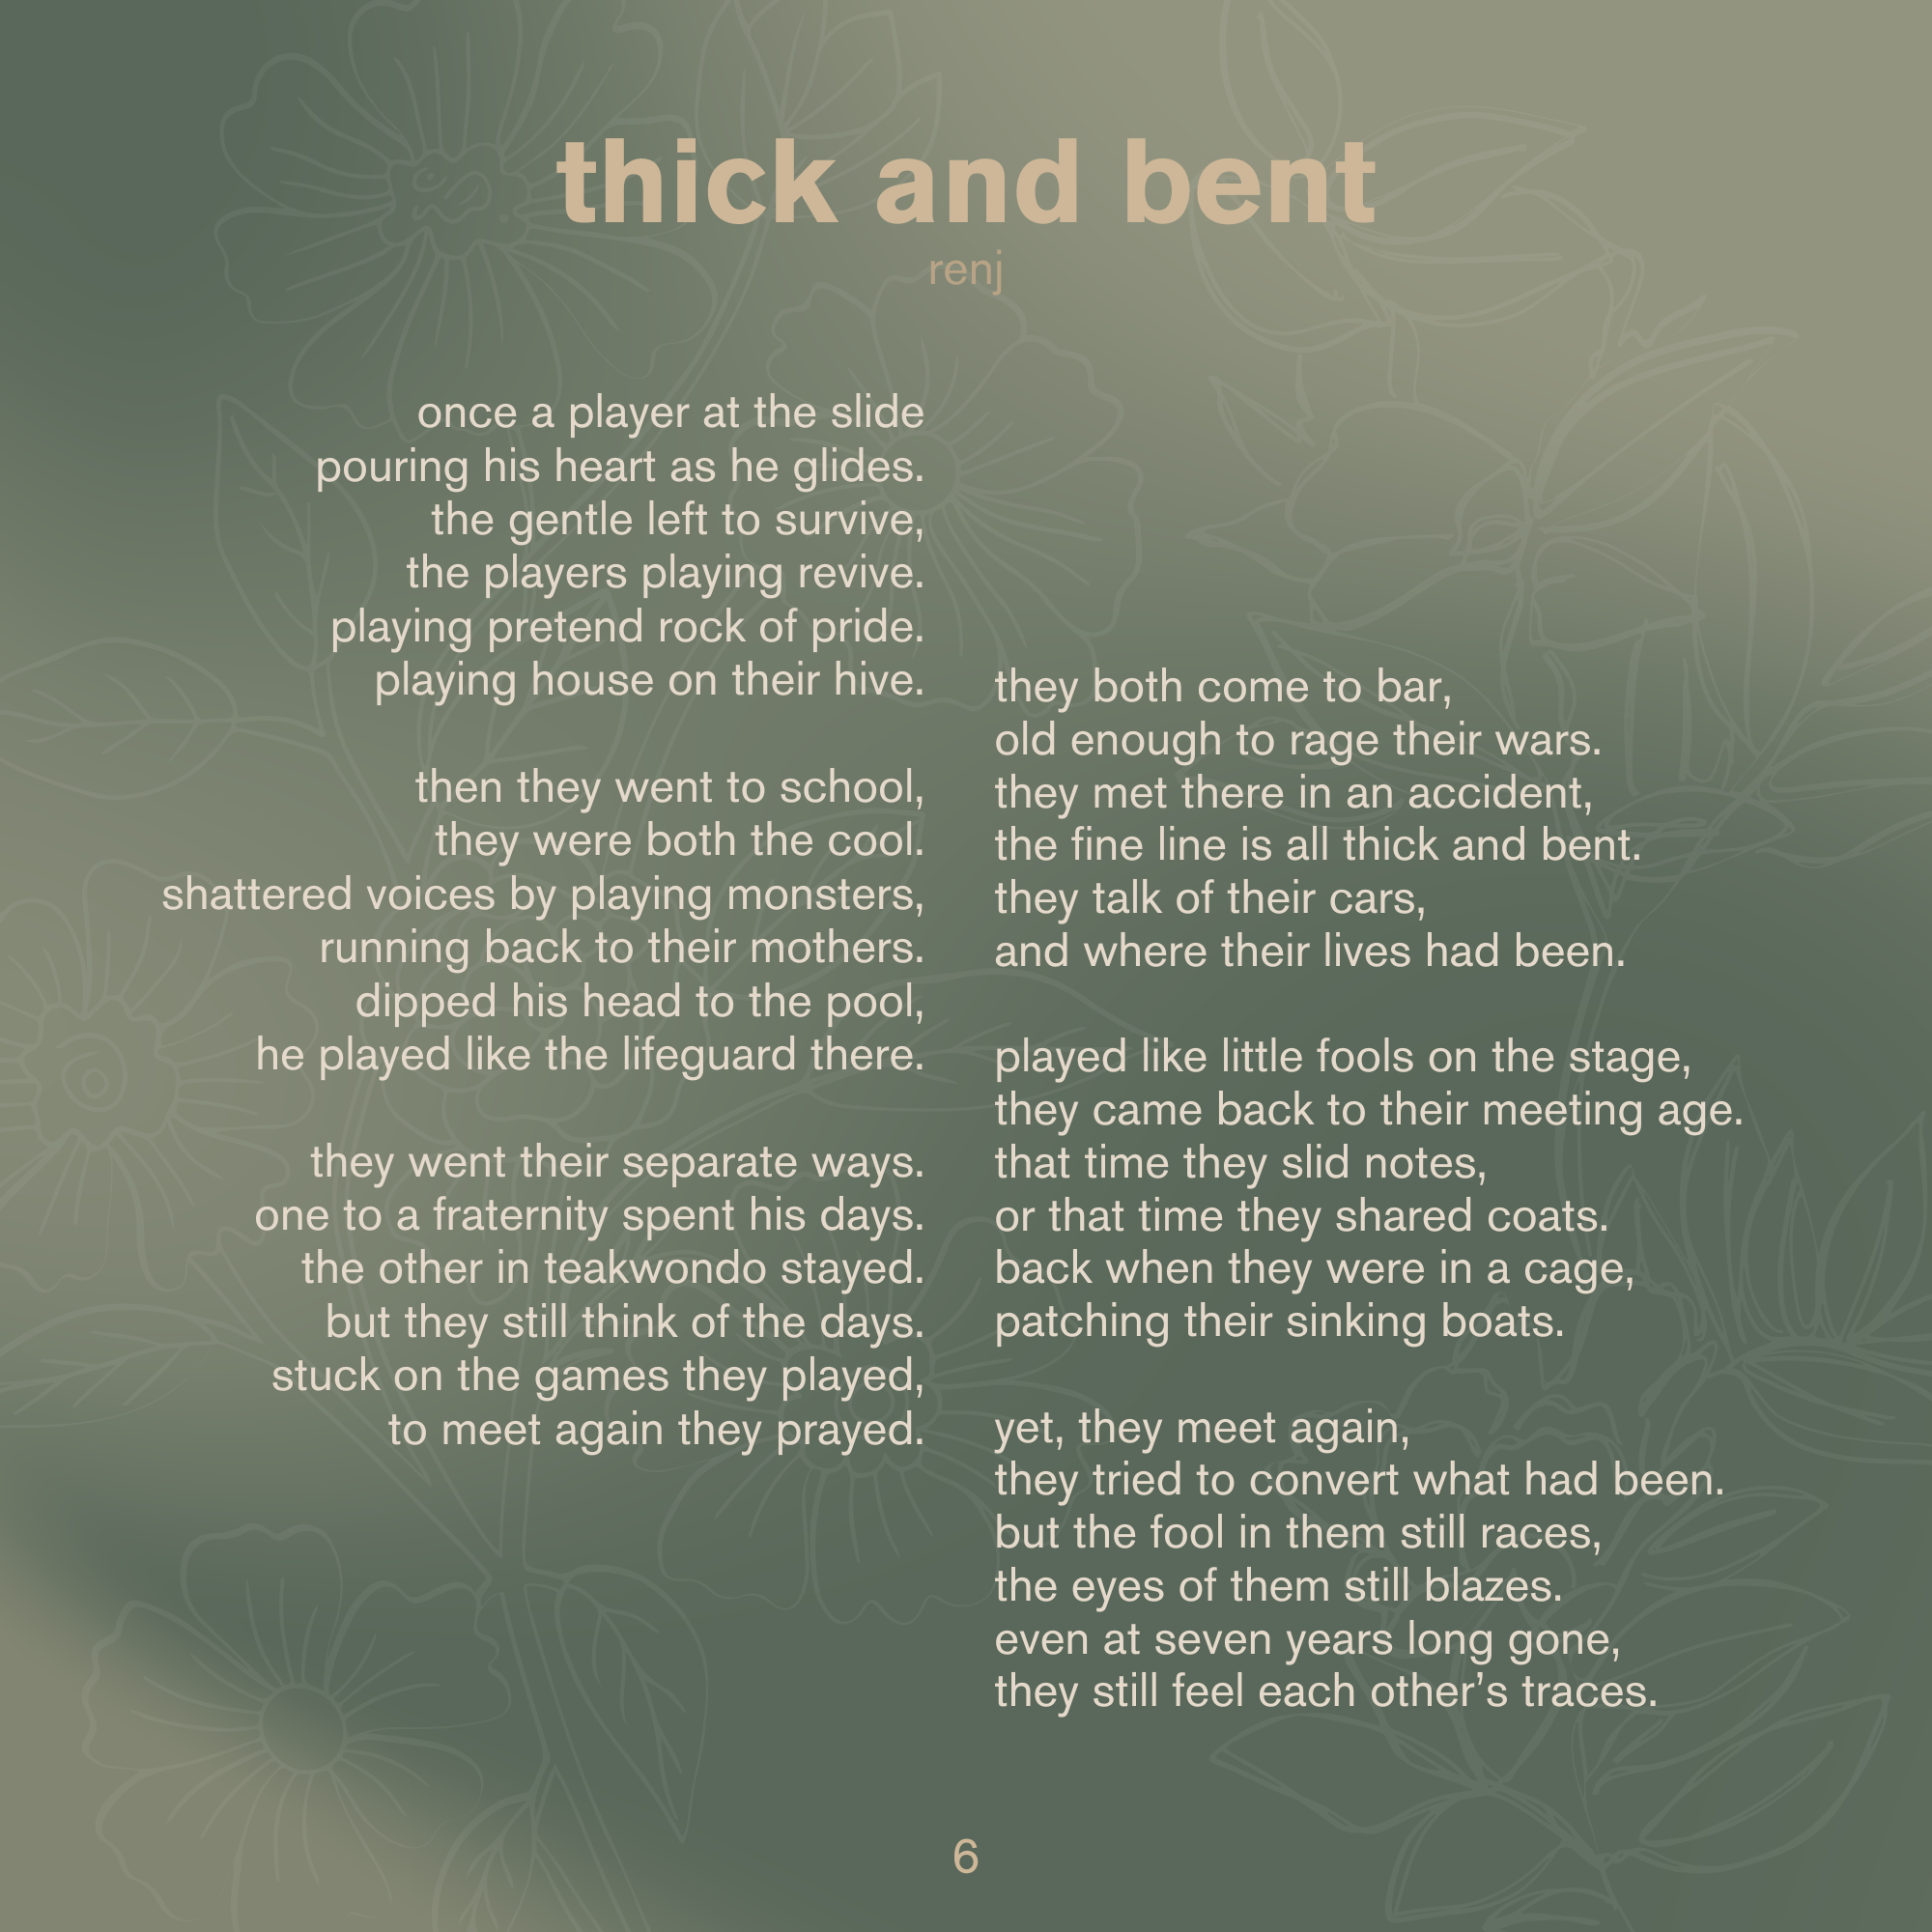 thick and bent
renj
once a player at the slide
pouring his heart as he glides.
the gentle left to survive,
the players playing revive.
playing pretend rock of pride.
playing house on their hive.
then they went to school,
they were both the cool.
shattered voices by playing monsters,
running back to their mothers.
dipped his head to the pool,
he played like the lifeguard there.
they went their separate ways.
one to a fraternity spent his days.
the other in teakwondo stayed.
but they still think of the days.
stuck on the games they played,
to meet again they prayed.
they both come to bar,
old enough to rage their wars.
they met there in an accident,
the fine line is all thick and bent.
they talk of their cars,
and where their lives had been.
played like little fools on the stage,
they came back to their meeting age.
that time they slid notes,
or that time they shared coats.
back when they were in a cage,
patching their sinking boats.
yet, they meet again,
they tried to convert what had been.
but the fool in them still races,
the eyes of them still blazes.
even at seven years long gone,
they still feel each other’s traces.
6